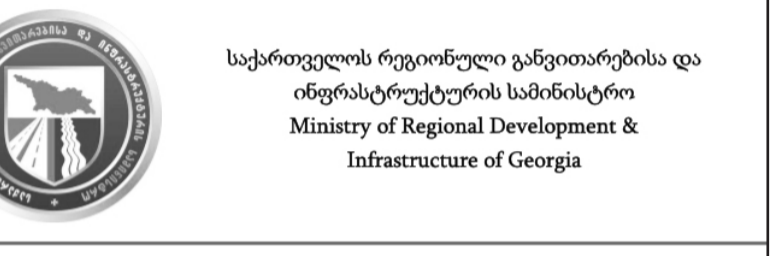 საქართველოს რეგიონული განვითარებისა და
ინფრასტრუქტურის სამინისტრო
Ministry of Regional Development &
Infrastructure of Georgia